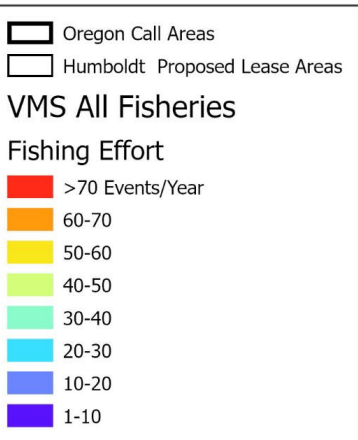 Oregon Call Areas
Humboldt Proposed Lease Areas
VMS All Fisheries
Fishing Effort
>70 Events/Year
60-70
50-60
40-50
30-40
20-30
10-20
1-10